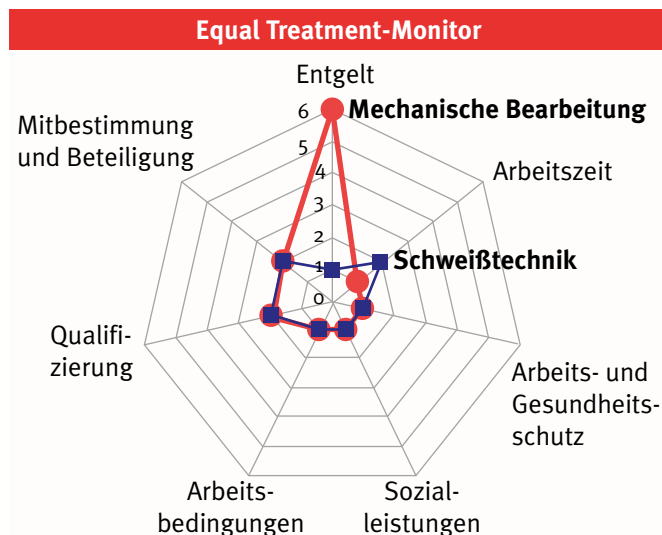 Equal Treatment-Monitor
Entgelt
6
Mechanische Bearbeitung
Mitbestimmung
und Beteiligung
5
4
Arbeitszeit
3
2
Schweißtechnik
1
0
Qualifi-
zierung
Arbeits- und
Gesundheits-
schutz
Arbeits-
bedingungen
Sozial-
leistungen